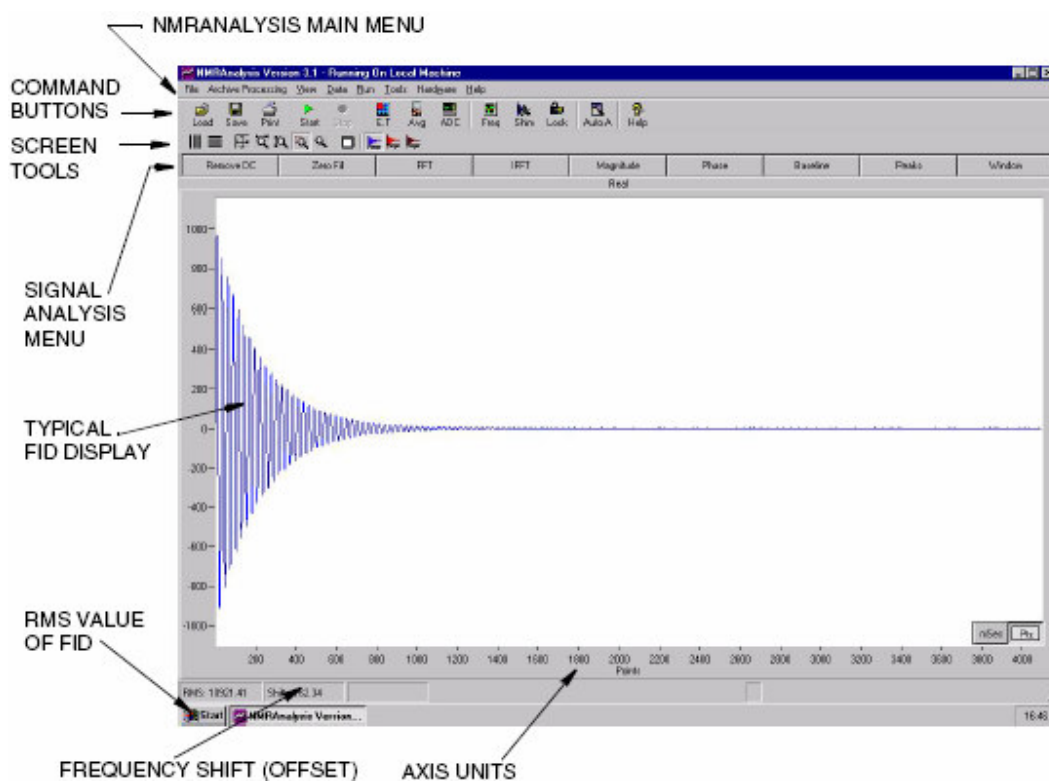 NMRANALYSIS MAIN MENU
COMMAND
BUTTONS
SCREEN
TOOLS
SIGNAL
ANALYSIS
MENU
TYPICAL
FID DISPLAY
RMS VALUE
OF FID
FREQUENCY SHIFT (OFFSET)
AXIS UNITS
NMRAnalysis Version 3.1 - Running On Local Machine
File Archive Processing View Data Run Tools Hardware Help
Load Save Print Start Stop E.T Avg ADC Freq Shim Lock Auto A Help
Remove DC Zero Fill FFT IFFT Magnitude Phase Baseline Peaks Window
Real
1000
800
600
400
200
0
-200
-400
-600
-800
-1000
mSec Pts
200 400 600 800 1000 1200 1400 1600 1800 2000 2200 2400 2600 2800 3000 3200 3400 3600 3800 4000
Points
RMS: 10921.41
Start NMRAnalysis Version... 16:46